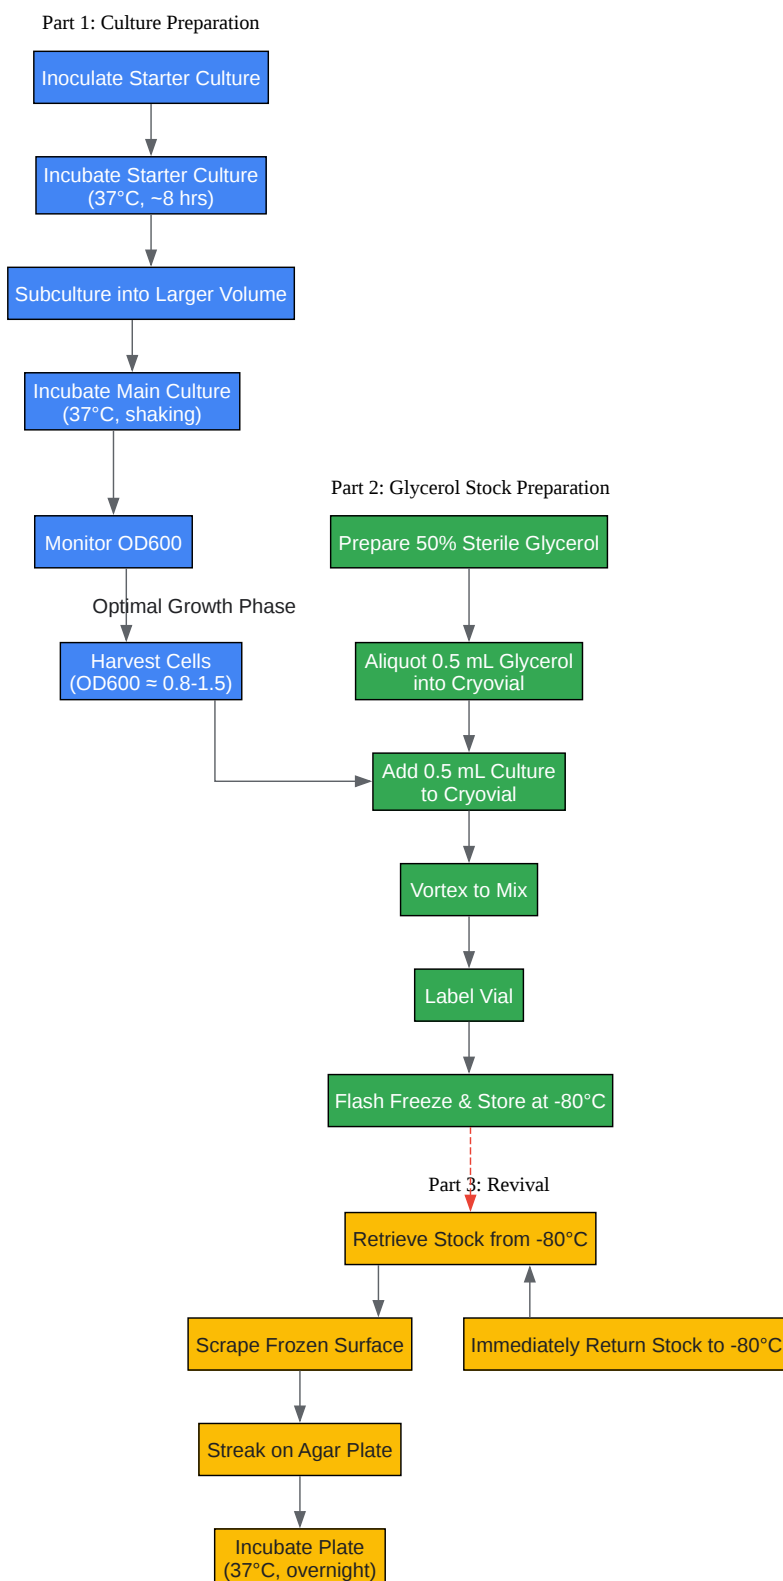 Part 1: Culture Preparation
Inoculate Starter Culture
Incubate Starter Culture
(37°C, ~8 hrs)
Subculture into Larger Volume
Incubate Main Culture
(37°C, shaking)
Monitor OD600
Optimal Growth Phase
Harvest Cells
(OD600 ≈ 0.8-1.5)
Part 2: Glycerol Stock Preparation
Prepare 50% Sterile Glycerol
Aliquot 0.5 mL Glycerol
into Cryovial
Add 0.5 mL Culture
to Cryovial
Vortex to Mix
Label Vial
Flash Freeze & Store at -80°C
Part 3: Revival
Retrieve Stock from -80°C
Scrape Frozen Surface
Immediately Return Stock to -80°C
Streak on Agar Plate
Incubate Plate
(37°C, overnight)